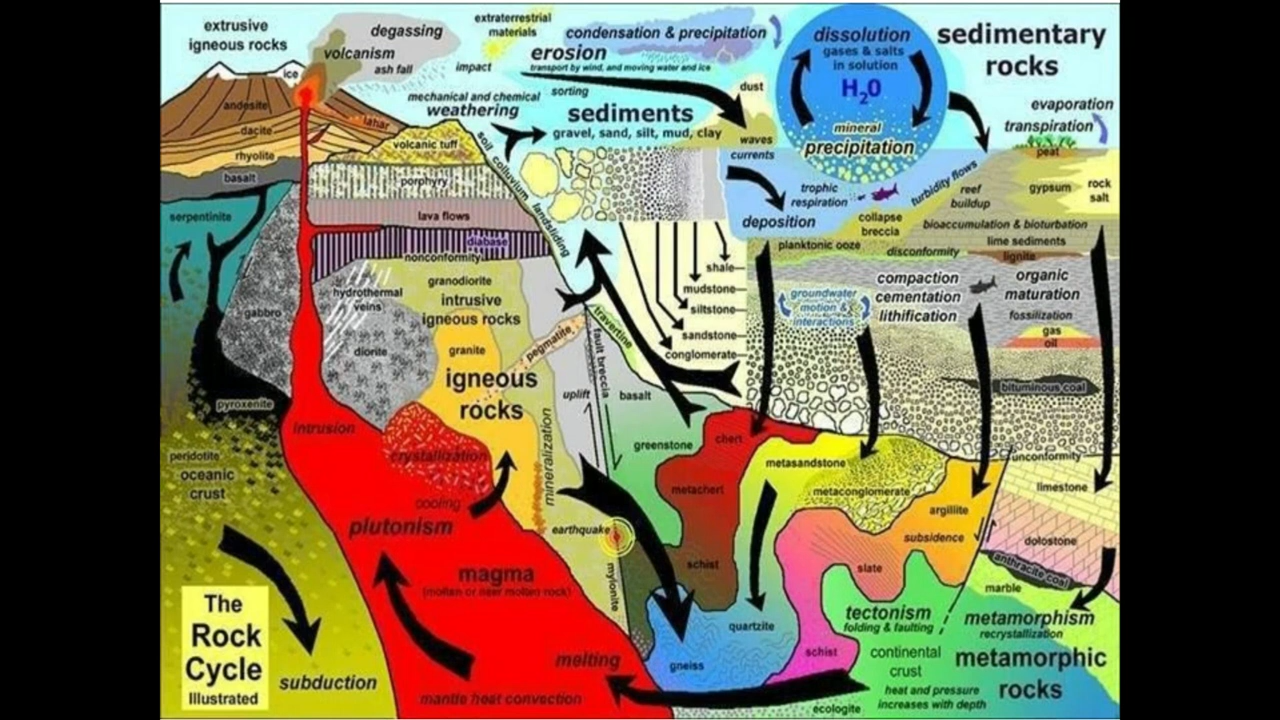 extrusive
igneous rocks
degassing
volcanism
ash fall
ice
extraterrestrial
materials
impact
condensation & precipitation
erosion
transport by wind, and moving water and ice
sorting
mechanical and chemical
weathering
sediments
gravel, sand, silt, mud, clay
dust
waves
currents
dissolution
gases & salts
in solution
H₂0
mineral
precipitation
sedimentary
rocks
evaporation
transpiration
peat
andesite
dacite
rhyolite
basalt
lahar
volcanic tuff
porphyry
soil
colluvium
landsliding
lava flows
diabase
nonconformity
serpentinite
gabbro
hydrothermal
veins
granodiorite
intrusive
igneous rocks
diorite
granite
pegmatite
igneous
rocks
trophic
respiration
turbidity flows
reef
buildup
gypsum
rock
salt
deposition
collapse
breccia
bioaccumulation & bioturbation
planktonic ooze
disconformity
lime sediments
lignite
shale
mudstone
siltstone
sandstone
conglomerate
groundwater
motion &
interactions
compaction
cementation
lithification
organic
maturation
fossilization
gas
oil
bituminous coal
travertine
fault breccia
uplift
basalt
greenstone
mineralization
pyroxenite
peridotite
oceanic
crust
intrusion
crystallization
cooling
plutonism
magma
(molten or near molten rock)
earthquake
mylonite
chert
metachert
schist
metasandstone
metaconglomerate
argillite
subsidence
slate
unconformity
limestone
dolostone
anthracite coal
marble
tectonism
folding & faulting
metamorphism
recrystallization
quartzite
gneiss
schist
continental
crust
metamorphic
rocks
heat and pressure
increases with depth
ecologite
melting
mantle heat convection
subduction
The
Rock
Cycle
Illustrated